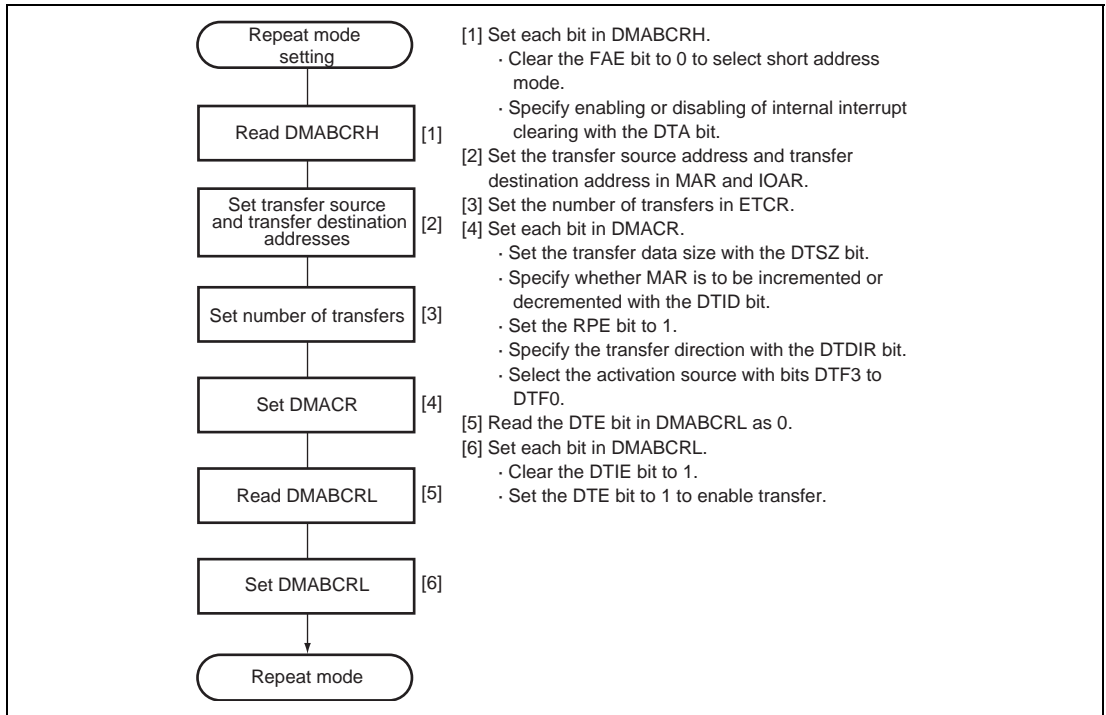 Repeat mode
setting
Read DMABCRH [1]
Set transfer source
and transfer destination
addresses
[2]
Set number of transfers [3]
Set DMACR [4]
Read DMABCRL [5]
Set DMABCRL [6]
Repeat mode
[1] Set each bit in DMABCRH.
· Clear the FAE bit to 0 to select short address
mode.
· Specify enabling or disabling of internal interrupt
clearing with the DTA bit.
[2] Set the transfer source address and transfer
destination address in MAR and IOAR.
[3] Set the number of transfers in ETCR.
[4] Set each bit in DMACR.
· Set the transfer data size with the DTSZ bit.
· Specify whether MAR is to be incremented or
decremented with the DTID bit.
· Set the RPE bit to 1.
· Specify the transfer direction with the DTDIR bit.
· Select the activation source with bits DTF3 to
DTF0.
[5] Read the DTE bit in DMABCRL as 0.
[6] Set each bit in DMABCRL.
· Clear the DTIE bit to 1.
· Set the DTE bit to 1 to enable transfer.